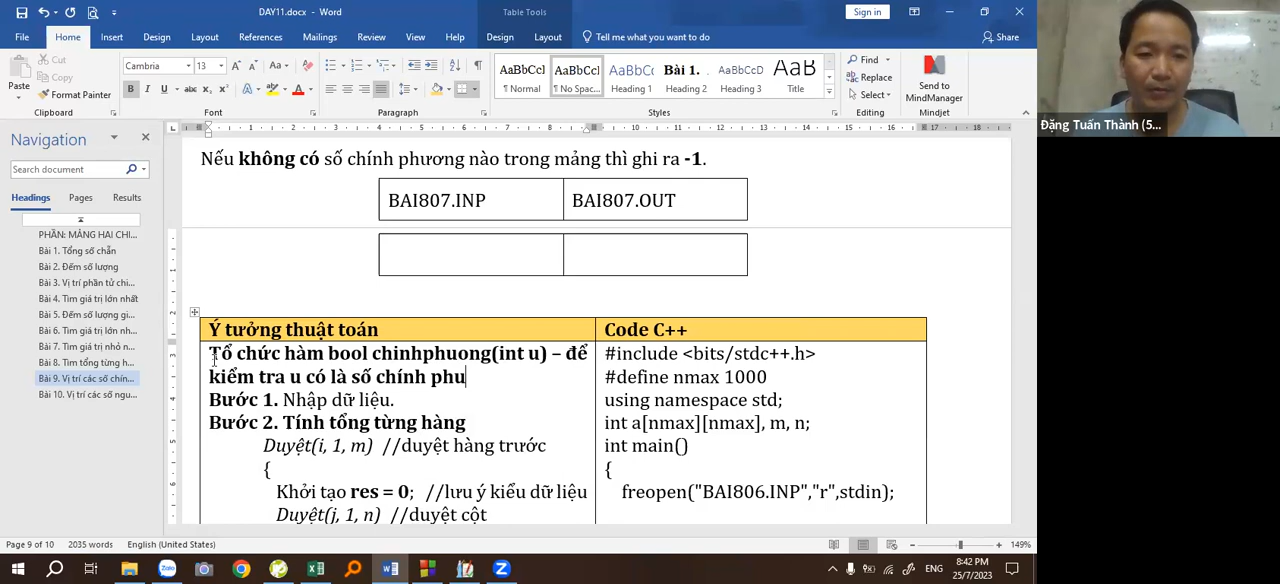 DAY11.docx - Word
Table Tools
Sign in
File Home Insert Design Layout References Mailings Review View Help Design Layout Tell me what you want to do Share
Paste
Cut
Copy
Format Painter
Clipboard
Cambria 13
Font
Paragraph
AaBbCcl AaBbCcl AaBbCc Bài 1. AaBbCcD AaB
¶ Normal ¶ No Spac... Heading 1 Heading 2 Heading 3 Title
Styles
Find
Replace
Select
Editing
Send to
MindManager
Mindjet
Navigation
Search document
Headings Pages Results
PHẦN: MẢNG HAI CHI...
Bài 1. Tổng số chẵn
Bài 2. Đếm số lượng
Bài 3. Vị trí phần tử chi...
Bài 4. Tìm giá trị lớn nhất
Bài 5. Đếm số lượng gi...
Bài 6. Tìm giá trị lớn nh...
Bài 7. Tìm giá trị nhỏ n...
Bài 8. Tìm tổng từng h...
Bài 9. Vị trí các số chín...
Bài 10. Vị trí các số ngu...
Nếu không có số chính phương nào trong mảng thì ghi ra -1.
BAI807.INP BAI807.OUT
Ý tưởng thuật toán
Tổ chức hàm bool chinhphuong(int u) – để
kiểm tra u có là số chính phu
Bước 1. Nhập dữ liệu.
Bước 2. Tính tổng từng hàng
Duyệt(i, 1, m) //duyệt hàng trước
{
Khởi tạo res = 0; //lưu ý kiểu dữ liệu
Duyệt(j, 1, n) //duyệt cột
Code C++
#include <bits/stdc++.h>
#define nmax 1000
using namespace std;
int a[nmax][nmax], m, n;
int main()
{
freopen("BAI806.INP","r",stdin);
Đặng Tuấn Thành (5...
Page 9 of 10 2035 words English (United States)
149%
ENG
8:42 PM
25/7/2023